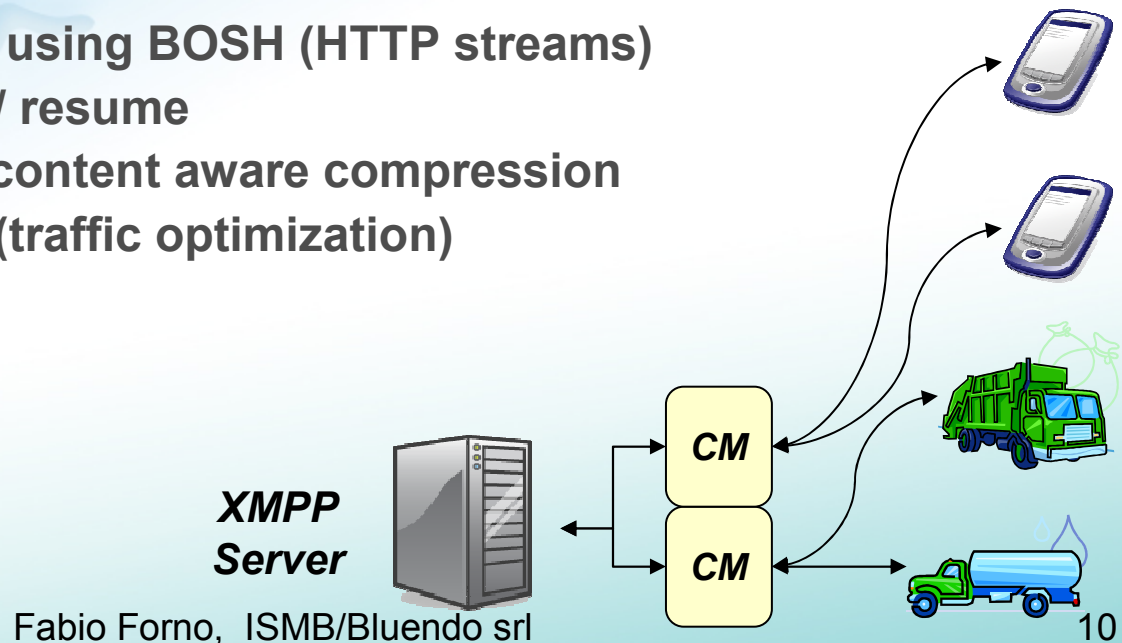 using BOSH (HTTP streams)
/ resume
content aware compression
(traffic optimization)
CM
XMPP
Server
CM
Fabio Forno, ISMB/Bluendo srl
10